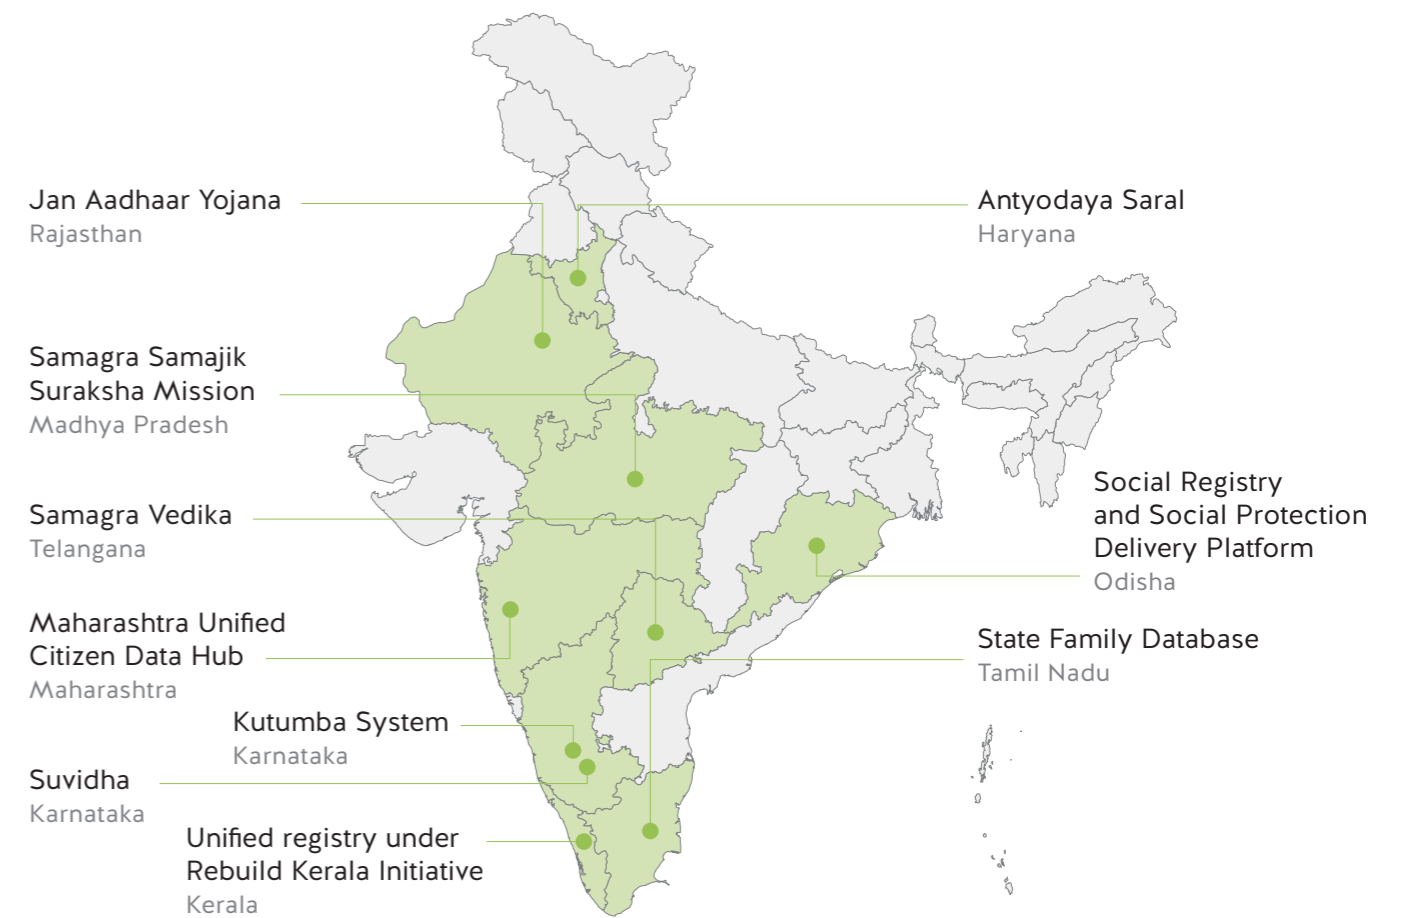 Jan Aadhaar Yojana
Rajasthan
Antyodaya Saral
Haryana
Samagra Samajik
Suraksha Mission
Madhya Pradesh
Social Registry
and Social Protection
Delivery Platform
Odisha
Samagra Vedika
Telangana
Maharashtra Unified
Citizen Data Hub
Maharashtra
State Family Database
Tamil Nadu
Kutumba System
Karnataka
Suvidha
Karnataka
Unified registry under
Rebuild Kerala Initiative
Kerala